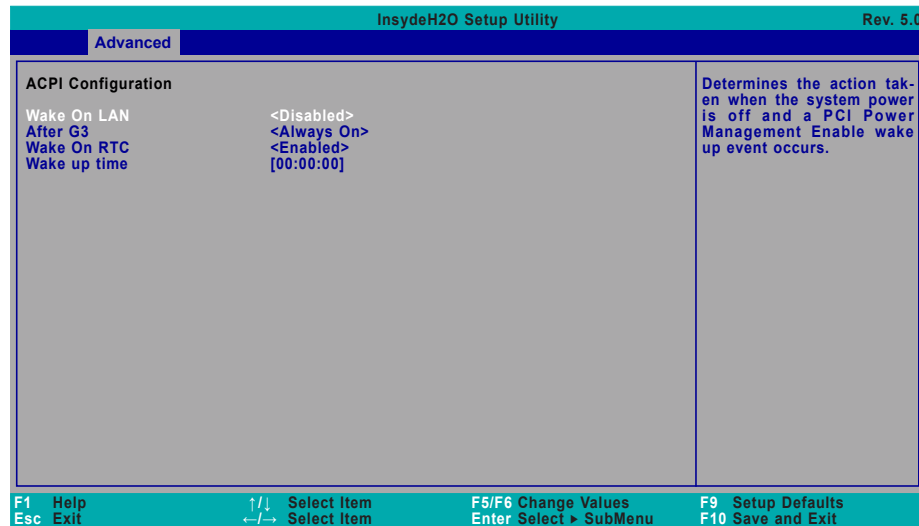 InsydeH2O Setup Utility Rev. 5.0
Advanced
ACPI Configuration
Wake On LAN <Disabled>
After G3 <Always On>
Wake On RTC <Enabled>
Wake up time [00:00:00]
Determines the action tak-
en when the system power
is off and a PCI Power
Management Enable wake
up event occurs.
F1 Help ↑/↓ Select Item F5/F6 Change Values F9 Setup Defaults
Esc Exit ←/→ Select Item Enter Select ▸ SubMenu F10 Save and Exit